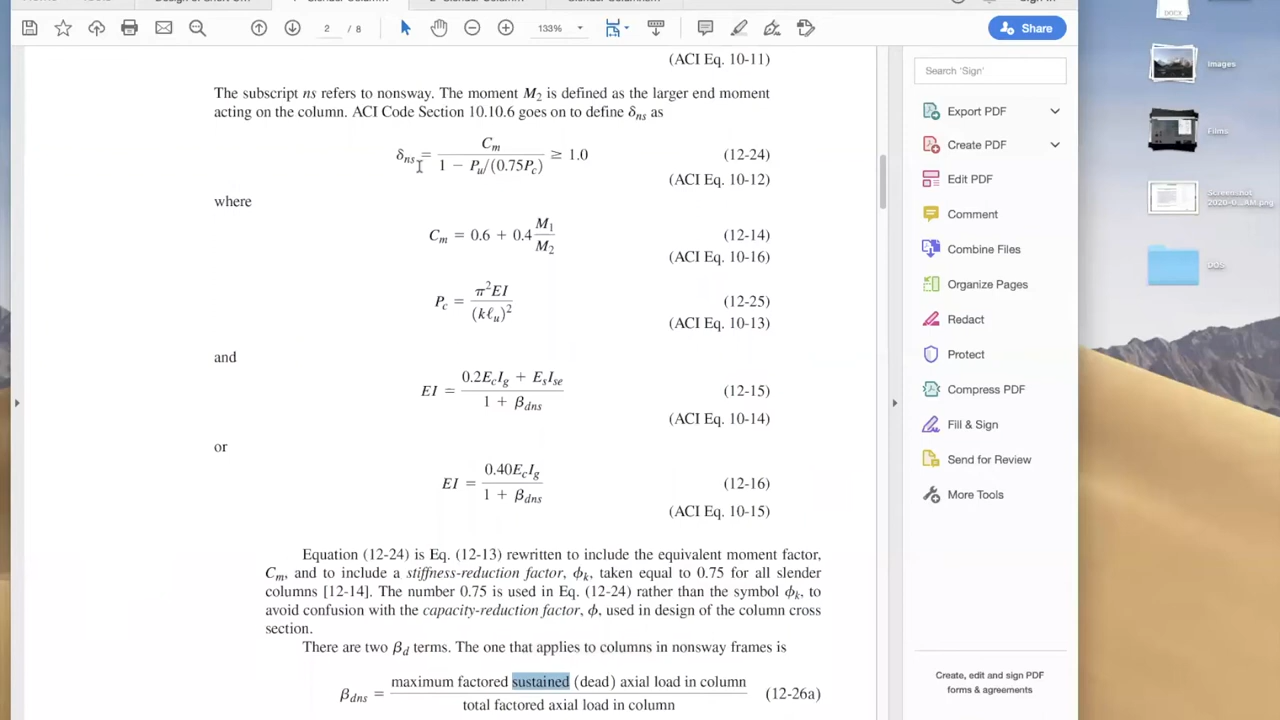 2 / 8
133%
Share
(ACI Eq. 10-11)
The subscript ns refers to nonsway. The moment M₂ is defined as the larger end moment
acting on the column. ACI Code Section 10.10.6 goes on to define δₙₛ as
δₙₛ = Cₘ / (1 − Pᵤ/(0.75P_c)) ≥ 1.0 (12-24)
(ACI Eq. 10-12)
where
Cₘ = 0.6 + 0.4 M₁/M₂ (12-14)
(ACI Eq. 10-16)
P_c = π²EI / (kℓᵤ)² (12-25)
(ACI Eq. 10-13)
and
EI = (0.2E_cI_g + EₛIₛₑ) / (1 + β_dns) (12-15)
(ACI Eq. 10-14)
or
EI = 0.40E_cI_g / (1 + β_dns) (12-16)
(ACI Eq. 10-15)
Equation (12-24) is Eq. (12-13) rewritten to include the equivalent moment factor,
Cₘ, and to include a stiffness-reduction factor, ϕₖ, taken equal to 0.75 for all slender
columns [12-14]. The number 0.75 is used in Eq. (12-24) rather than the symbol ϕₖ, to
avoid confusion with the capacity-reduction factor, ϕ, used in design of the column cross
section.
There are two β_d terms. The one that applies to columns in nonsway frames is
β_dns = maximum factored sustained (dead) axial load in column / total factored axial load in column (12-26a)
Search 'Sign'
Export PDF
Create PDF
Edit PDF
Comment
Combine Files
Organize Pages
Redact
Protect
Compress PDF
Fill & Sign
Send for Review
More Tools
Create, edit and sign PDF
forms & agreements
DOCX
Images
Films
Screenshot